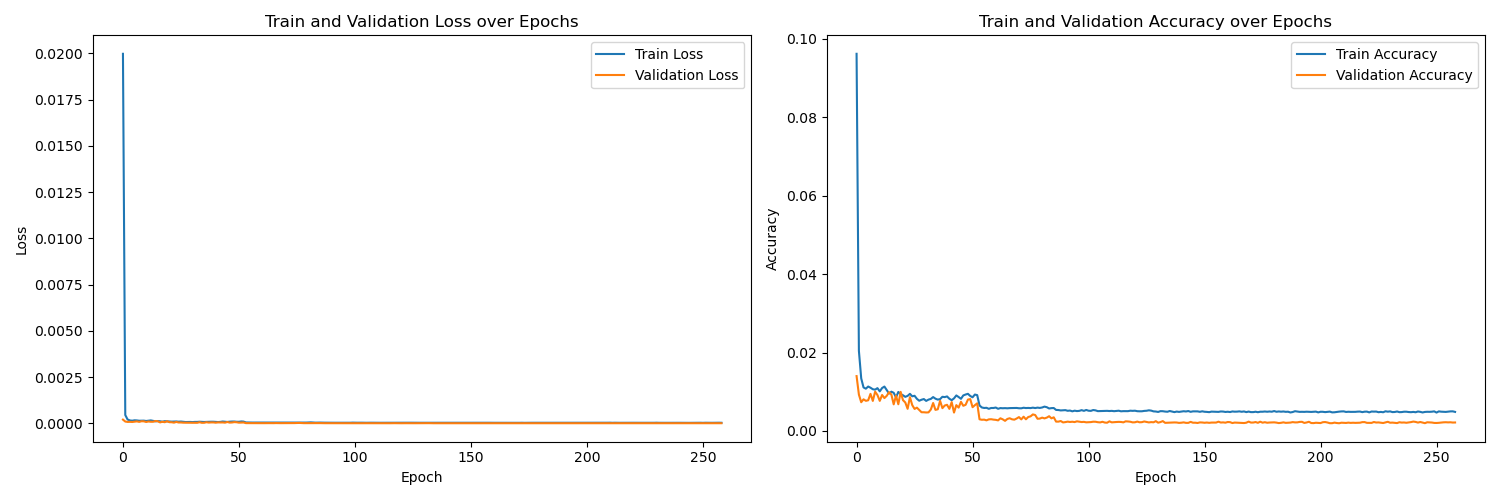 Train and Validation Loss over Epochs
Train Loss
Validation Loss
0.0200
0.0175
0.0150
0.0125
0.0100
0.0075
0.0050
0.0025
0.0000
Loss
0 50 100 150 200 250
Epoch
Train and Validation Accuracy over Epochs
Train Accuracy
Validation Accuracy
0.10
0.08
0.06
0.04
0.02
0.00
Accuracy
0 50 100 150 200 250
Epoch